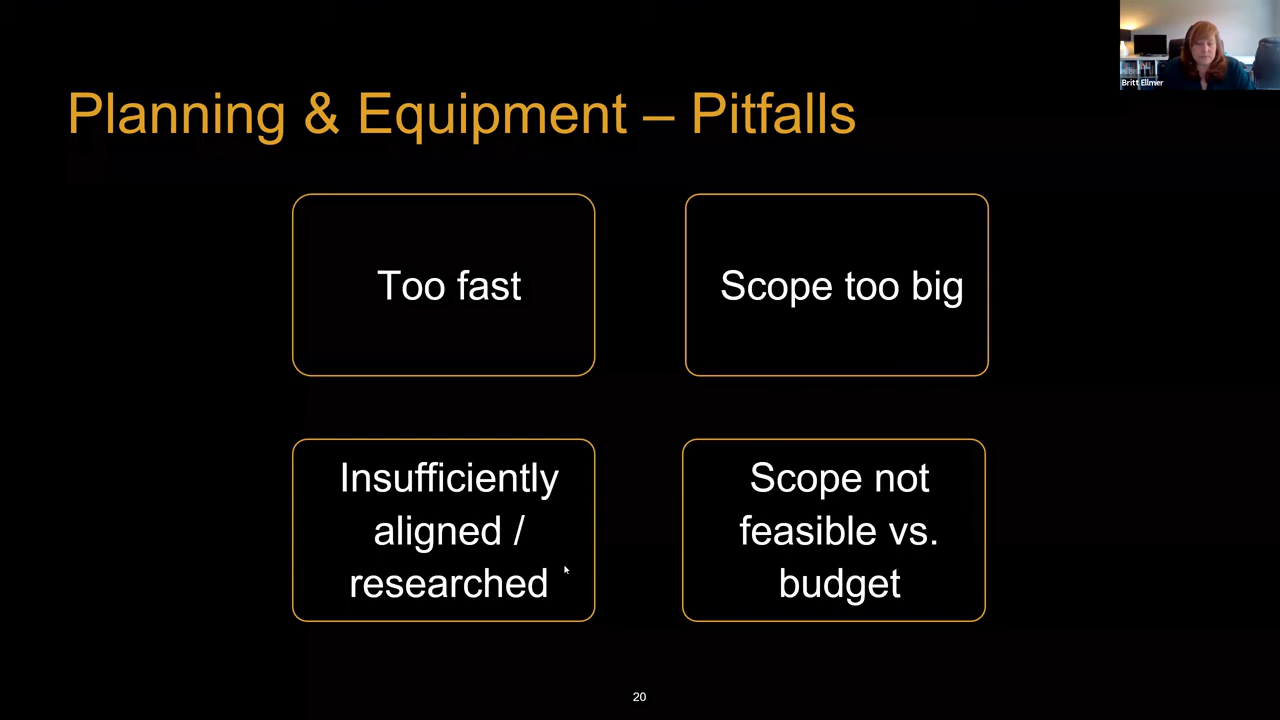 Britt Ellmer
Planning & Equipment – Pitfalls
Too fast
Scope too big
Insufficiently
aligned /
researched
Scope not
feasible vs.
budget
20